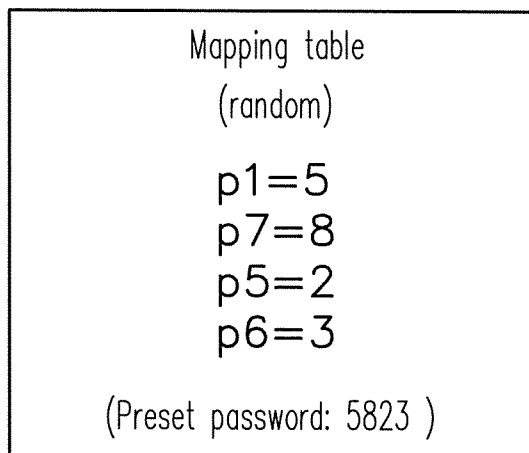 Mapping table
(random)
p1=5
p7=8
p5=2
p6=3
(Preset password: 5823 )